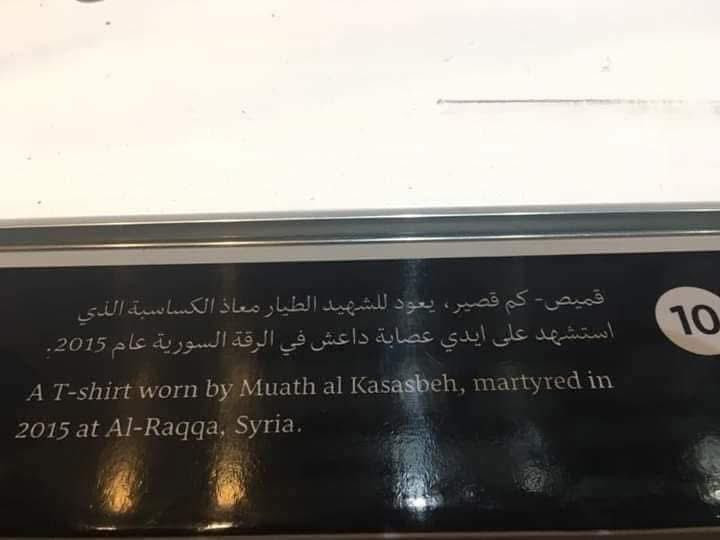 قميص- كم قصير، يعود للشهيد الطيار معاذ الكساسبة الذي
استشهد على ايدي عصابة داعش في الرقة السورية عام 2015.
10
A T-shirt worn by Muath al Kasasbeh, martyred in
2015 at Al-Raqqa, Syria.